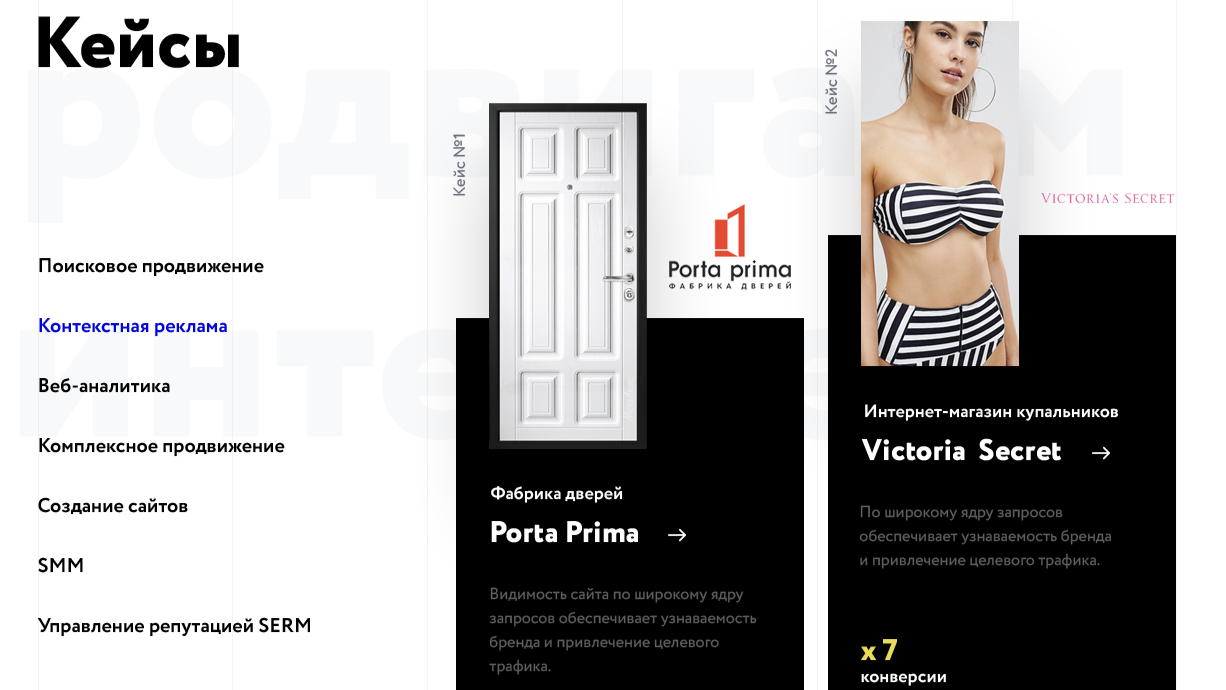 Кейсы
родвигаем
инте
Поисковое продвижение
Контекстная реклама
Веб-аналитика
Комплексное продвижение
Создание сайтов
SMM
Управление репутацией SERM
Кейс №1
Porta prima
ФАБРИКА ДВЕРЕЙ
Фабрика дверей
Porta Prima →
Видимость сайта по широкому ядру
запросов обеспечивает узнаваемость
бренда и привлечение целевого
трафика.
Кейс №2
VICTORIA'S SECRET
Интернет-магазин купальников
Victoria Secret →
По широкому ядру запросов
обеспечивает узнаваемость бренда
и привлечение целевого трафика.
x 7
конверсии